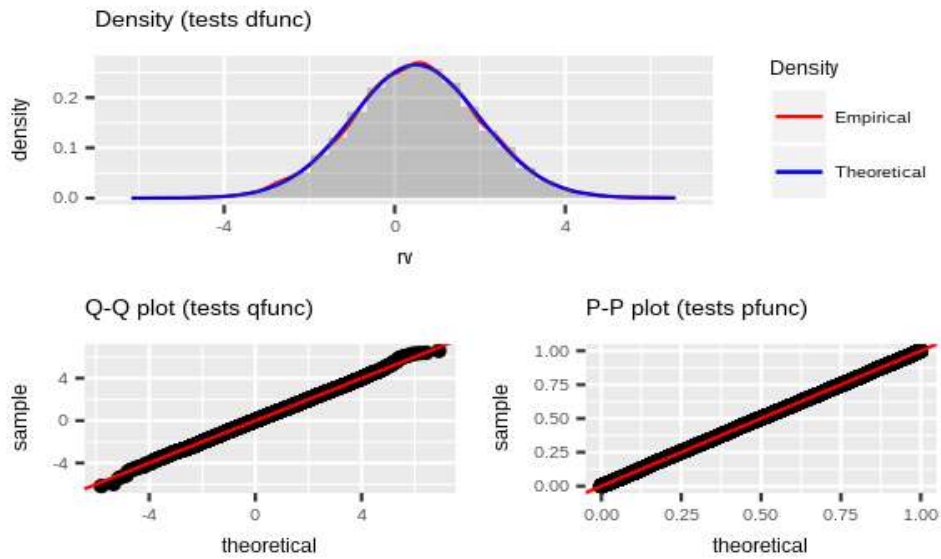 Density (tests dfunc)
density
0.2
0.1
0.0
-4
0
4
rv
Density
Empirical
Theoretical
Q-Q plot (tests qfunc)
sample
4
0
-4
-4
0
4
theoretical
P-P plot (tests pfunc)
sample
1.00
0.75
0.50
0.25
0.00
0.00
0.25
0.50
0.75
1.00
theoretical